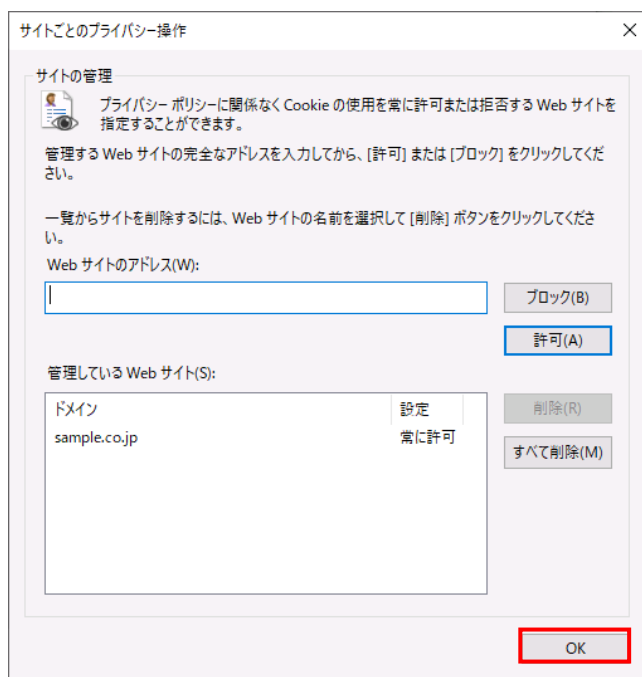 サイトごとのプライバシー操作
サイトの管理
プライバシー ポリシーに関係なく Cookie の使用を常に許可または拒否する Web サイトを
指定することができます。
管理する Web サイトの完全なアドレスを入力してから、[許可] または [ブロック] をクリックしてくだ
さい。
一覧からサイトを削除するには、Web サイトの名前を選択して [削除] ボタンをクリックしてくださ
い。
Web サイトのアドレス(W):
ブロック(B)
許可(A)
管理している Web サイト(S):
ドメイン 設定
sample.co.jp 常に許可
削除(R)
すべて削除(M)
OK